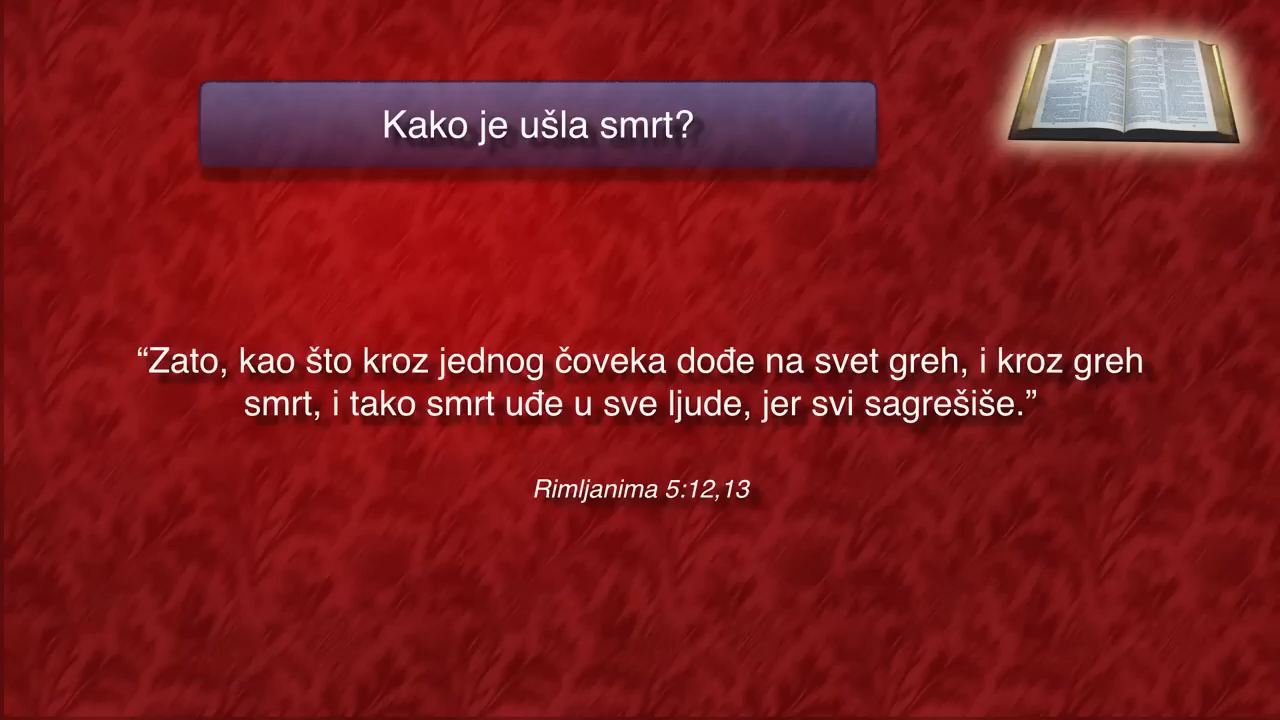 Kako je ušla smrt?
“Zato, kao što kroz jednog čoveka dođe na svet greh, i kroz greh
smrt, i tako smrt uđe u sve ljude, jer svi sagrešiše.”
Rimljanima 5:12,13